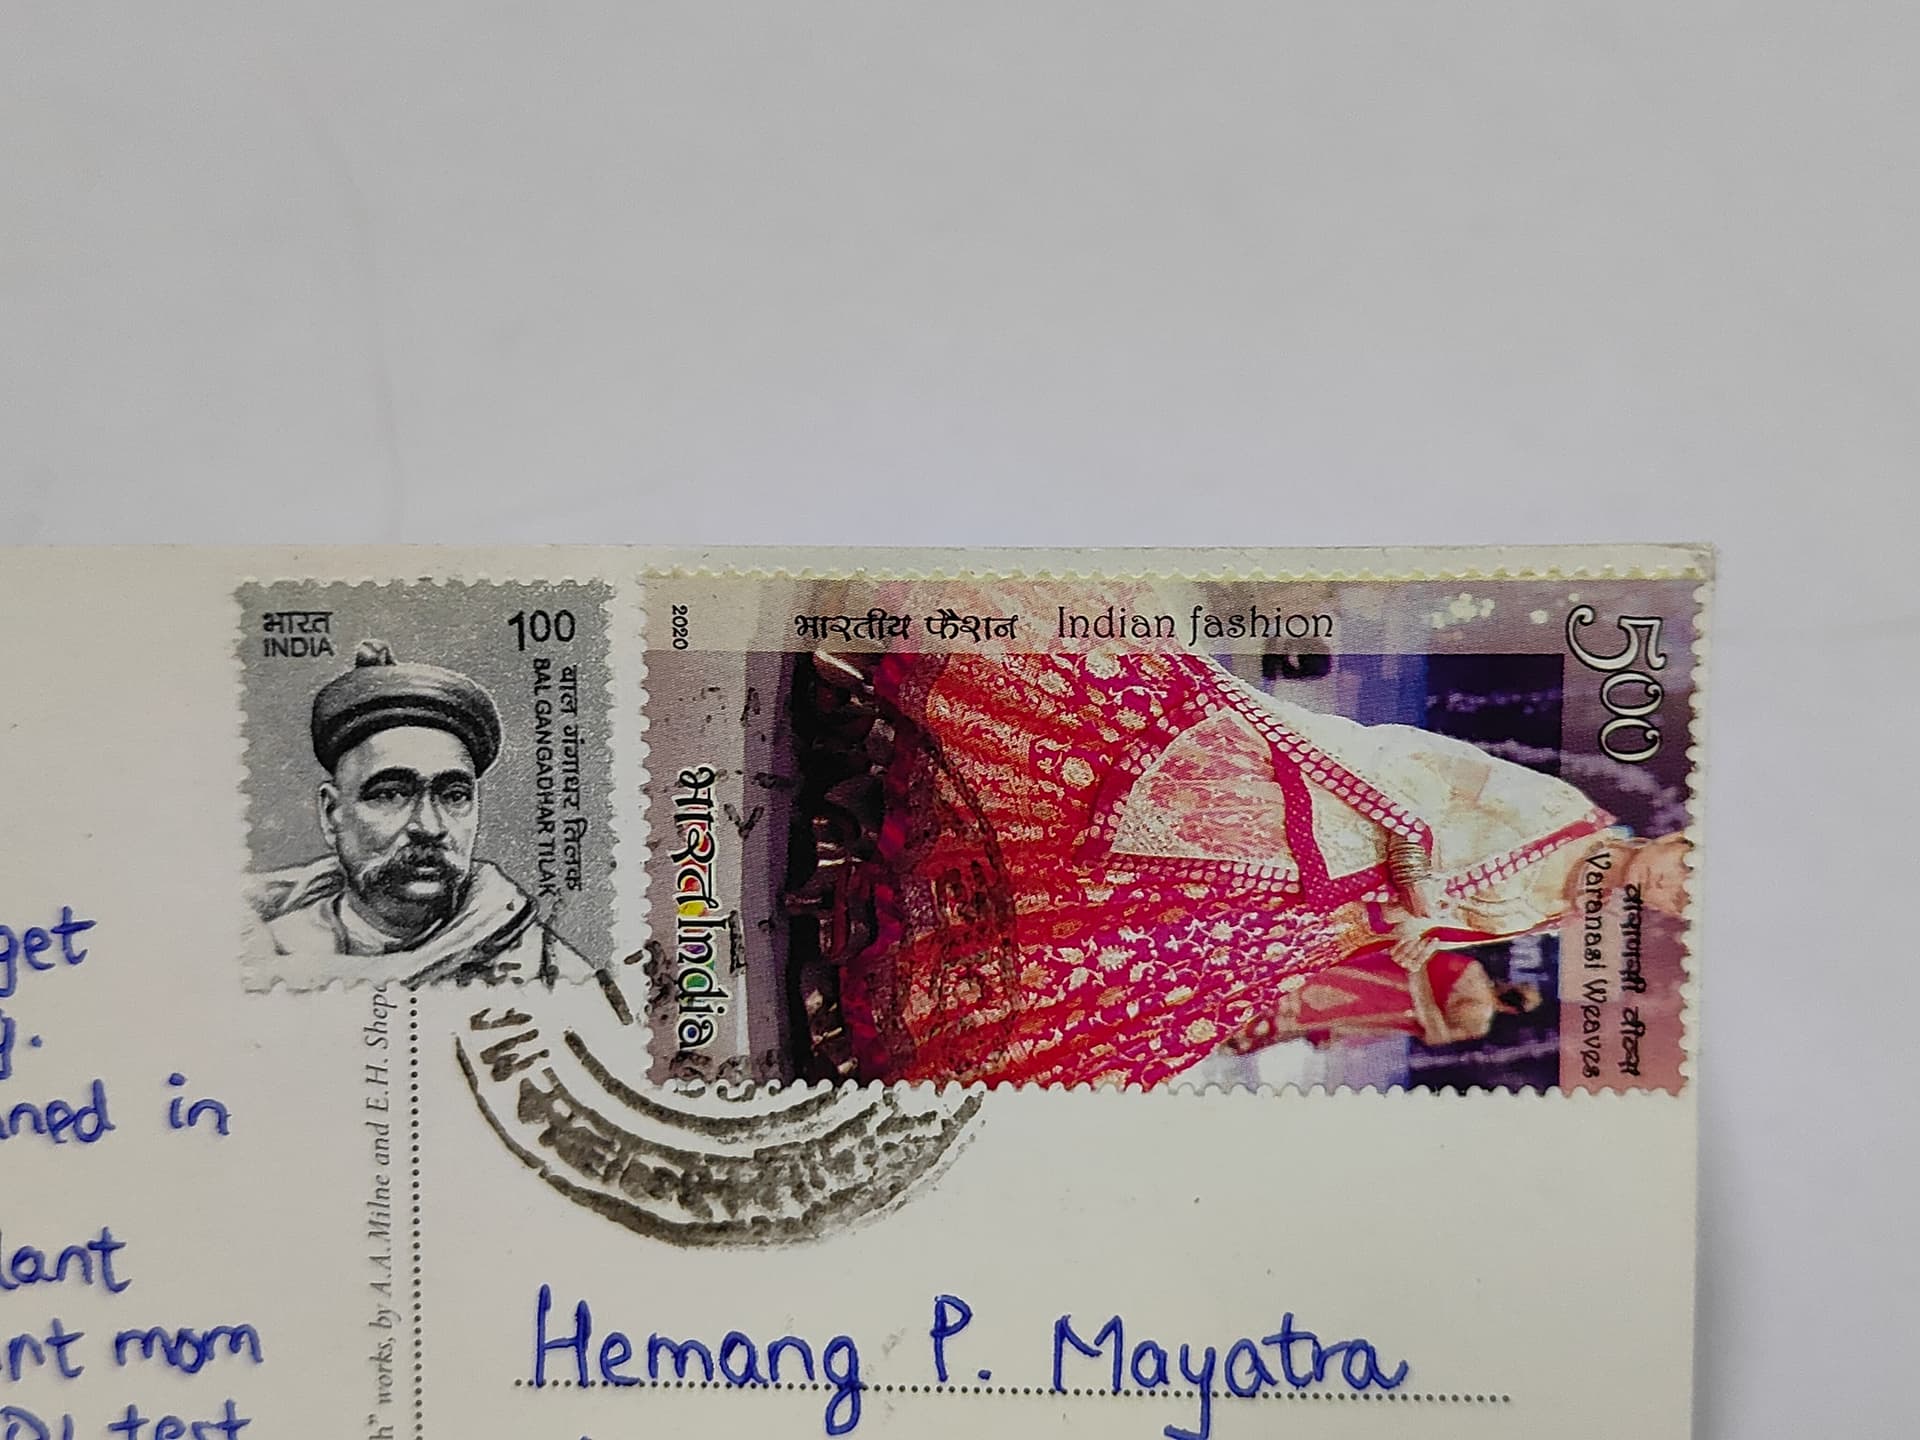 भारत
INDIA
100
बाल गंगाधर तिलक
BAL GANGADHAR TILAK
2020
भारतीय फैशन Indian fashion
500
भारत India
वाराणसी वीव्स
Varanasi Weaves
get
ned in
lant
nt mom
test
h" works, by A.A.Milne and E.H. Shep
Hemang P. Mayatra